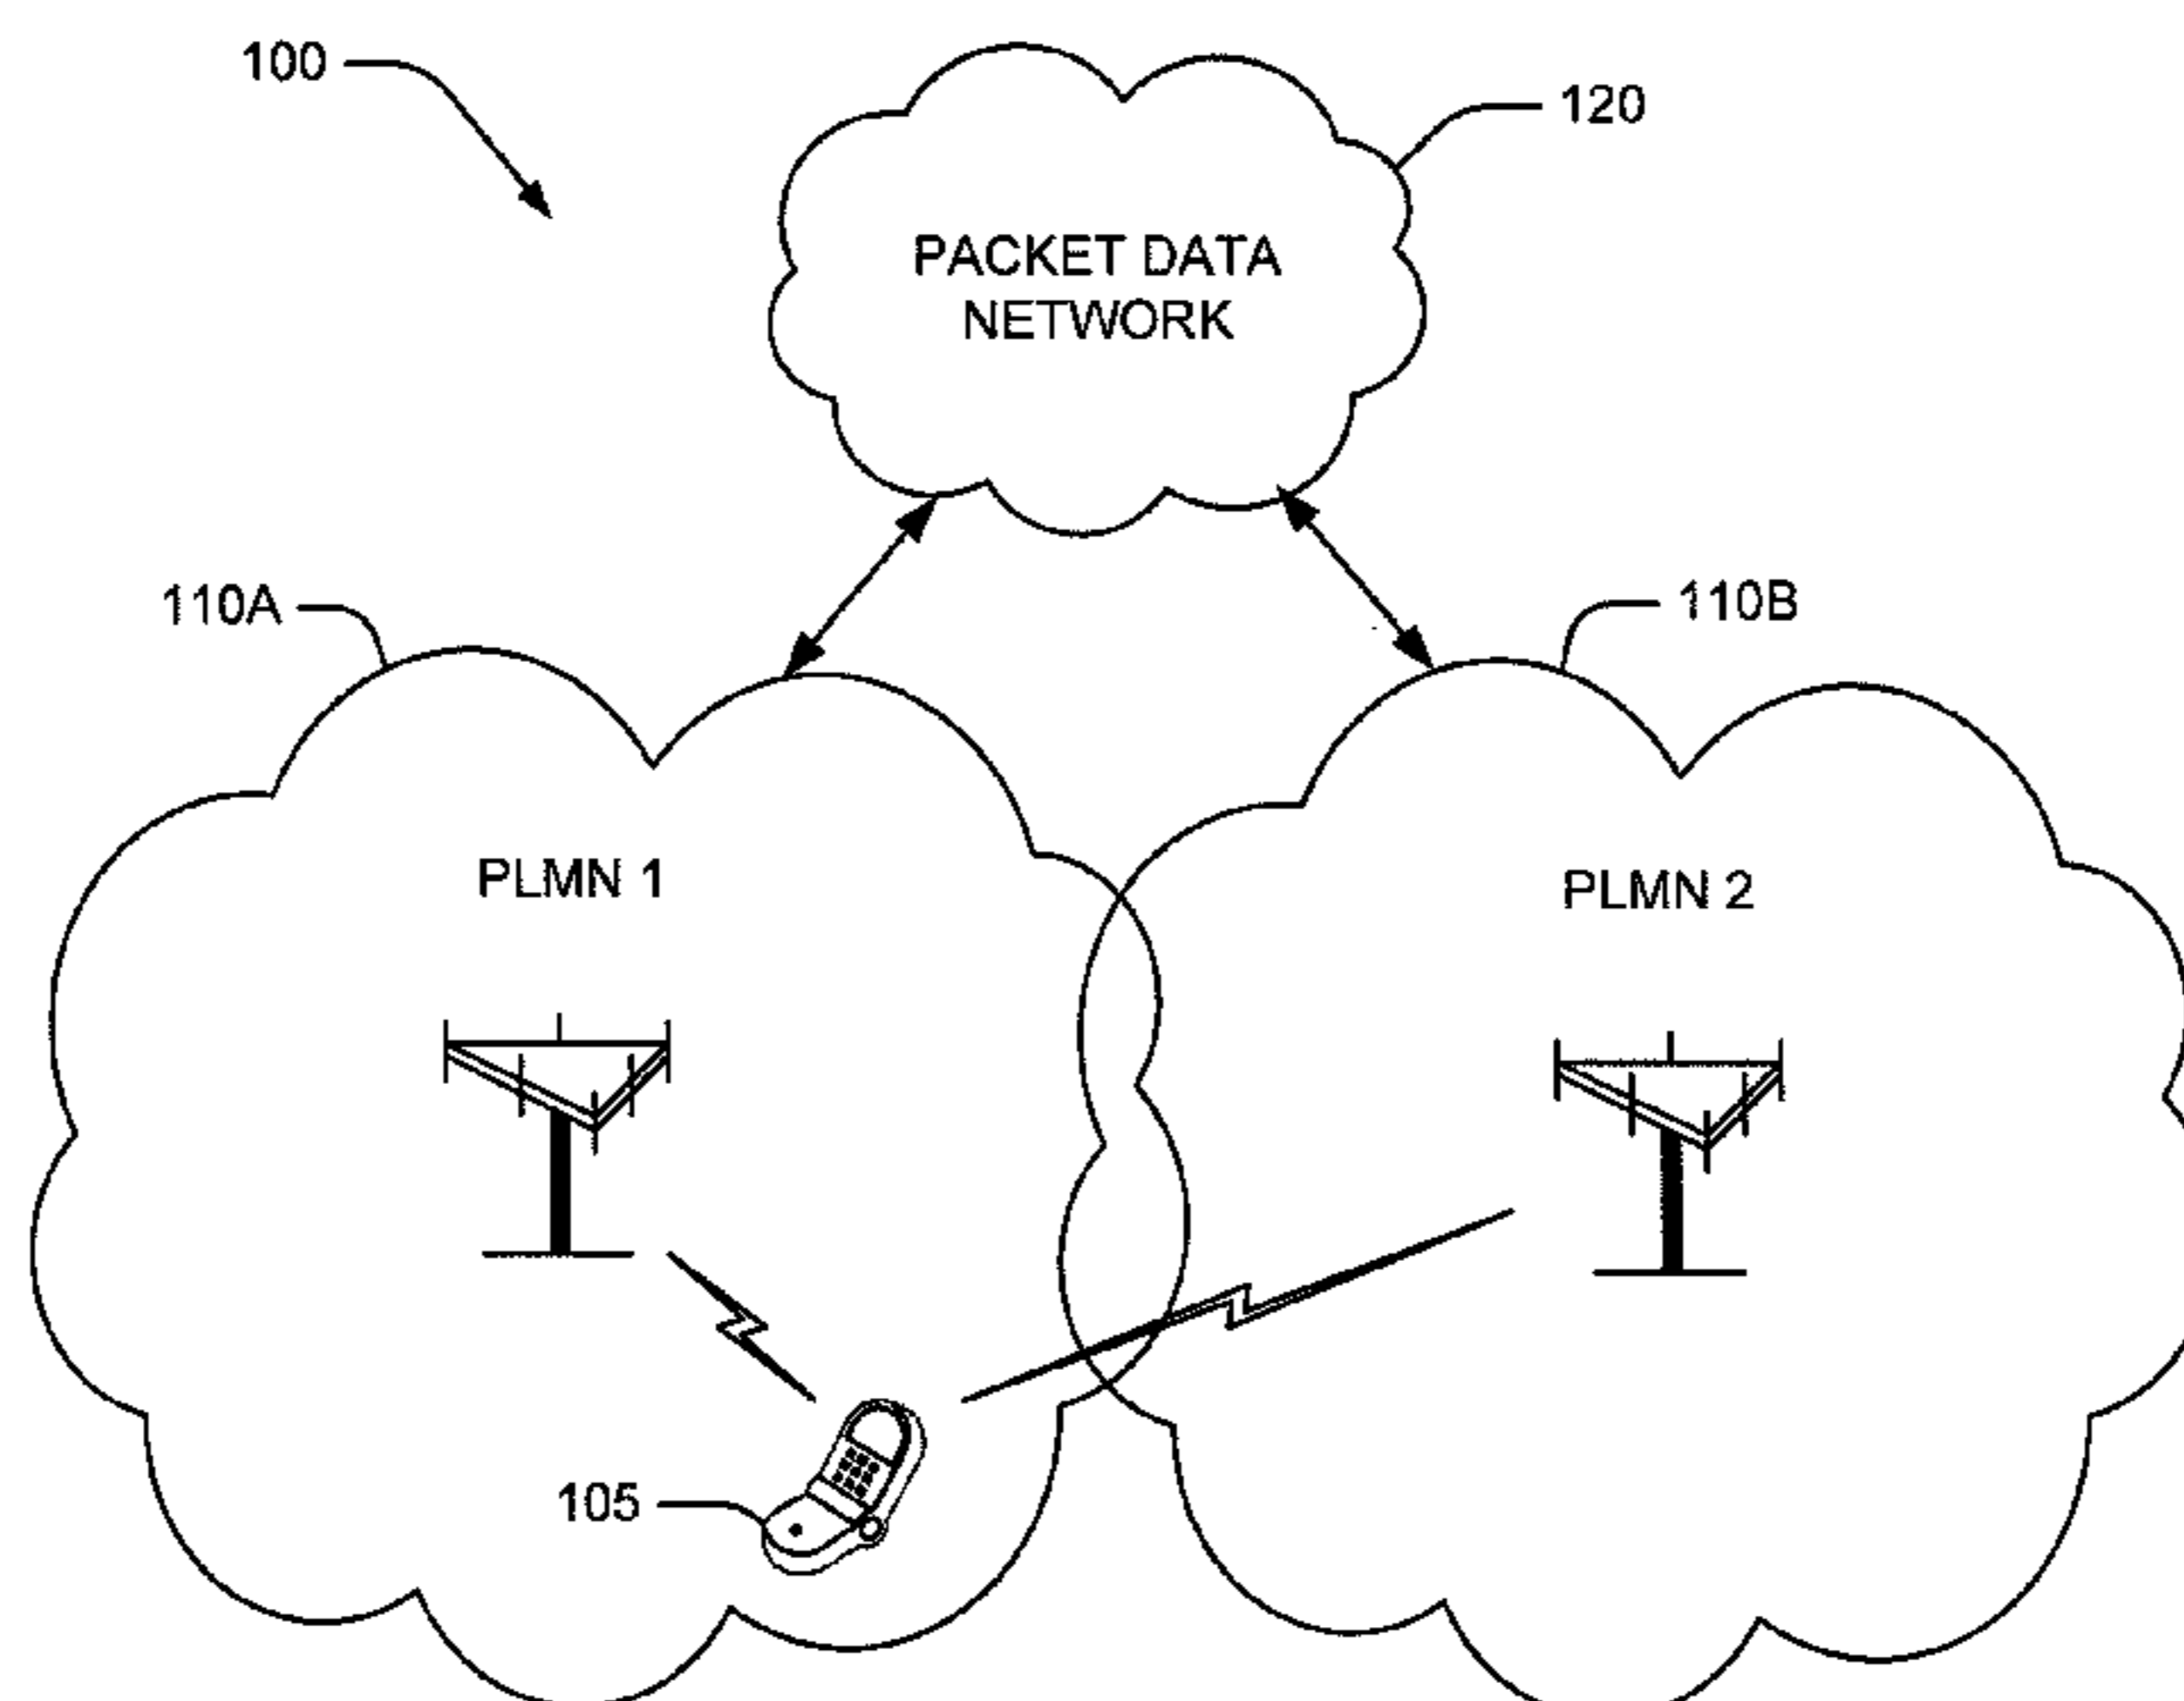 100
120
PACKET DATA
NETWORK
110A
110B
PLMN 1
PLMN 2
105